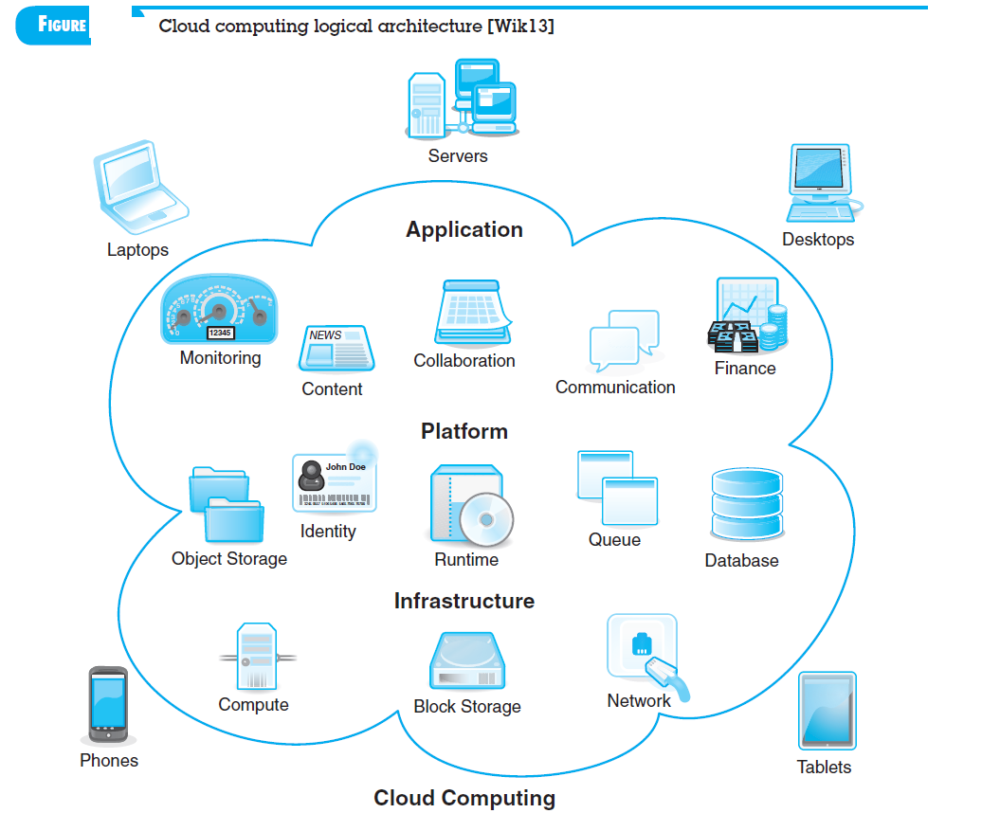 FIGURE
Cloud computing logical architecture [Wik13]
Servers
Laptops
Desktops
Application
12345
Monitoring
NEWS
Content
Collaboration
Communication
Finance
Platform
John Doe
Object Storage
Identity
Runtime
Queue
Database
Infrastructure
Compute
Block Storage
Network
Phones
Tablets
Cloud Computing